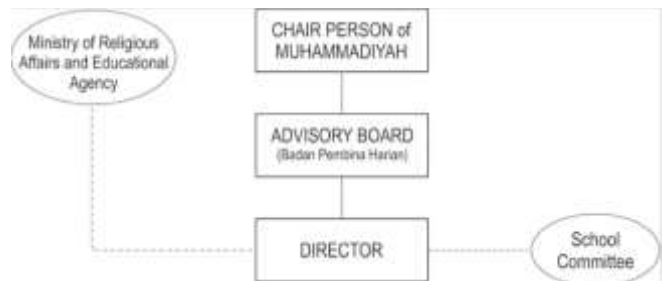 Ministry of Religious
Affairs and Educational
Agency
CHAIR PERSON of
MUHAMMADIYAH
ADVISORY BOARD
(Badan Pembina Harian)
DIRECTOR
School
Committee